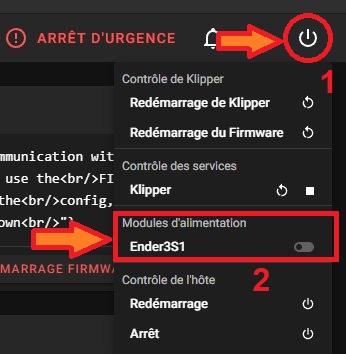 ARRÊT D'URGENCE
1
Contrôle de Klipper
Redémarrage de Klipper
Redémarrage du Firmware
mmunication wit
use the<br/>FI
the<br/>config,
own<br/>"}
Contrôle des services
Klipper
Modules d'alimentation
Ender3S1
MARRAGE FIRMWA
2
Contrôle de l'hôte
Redémarrage
Arrêt